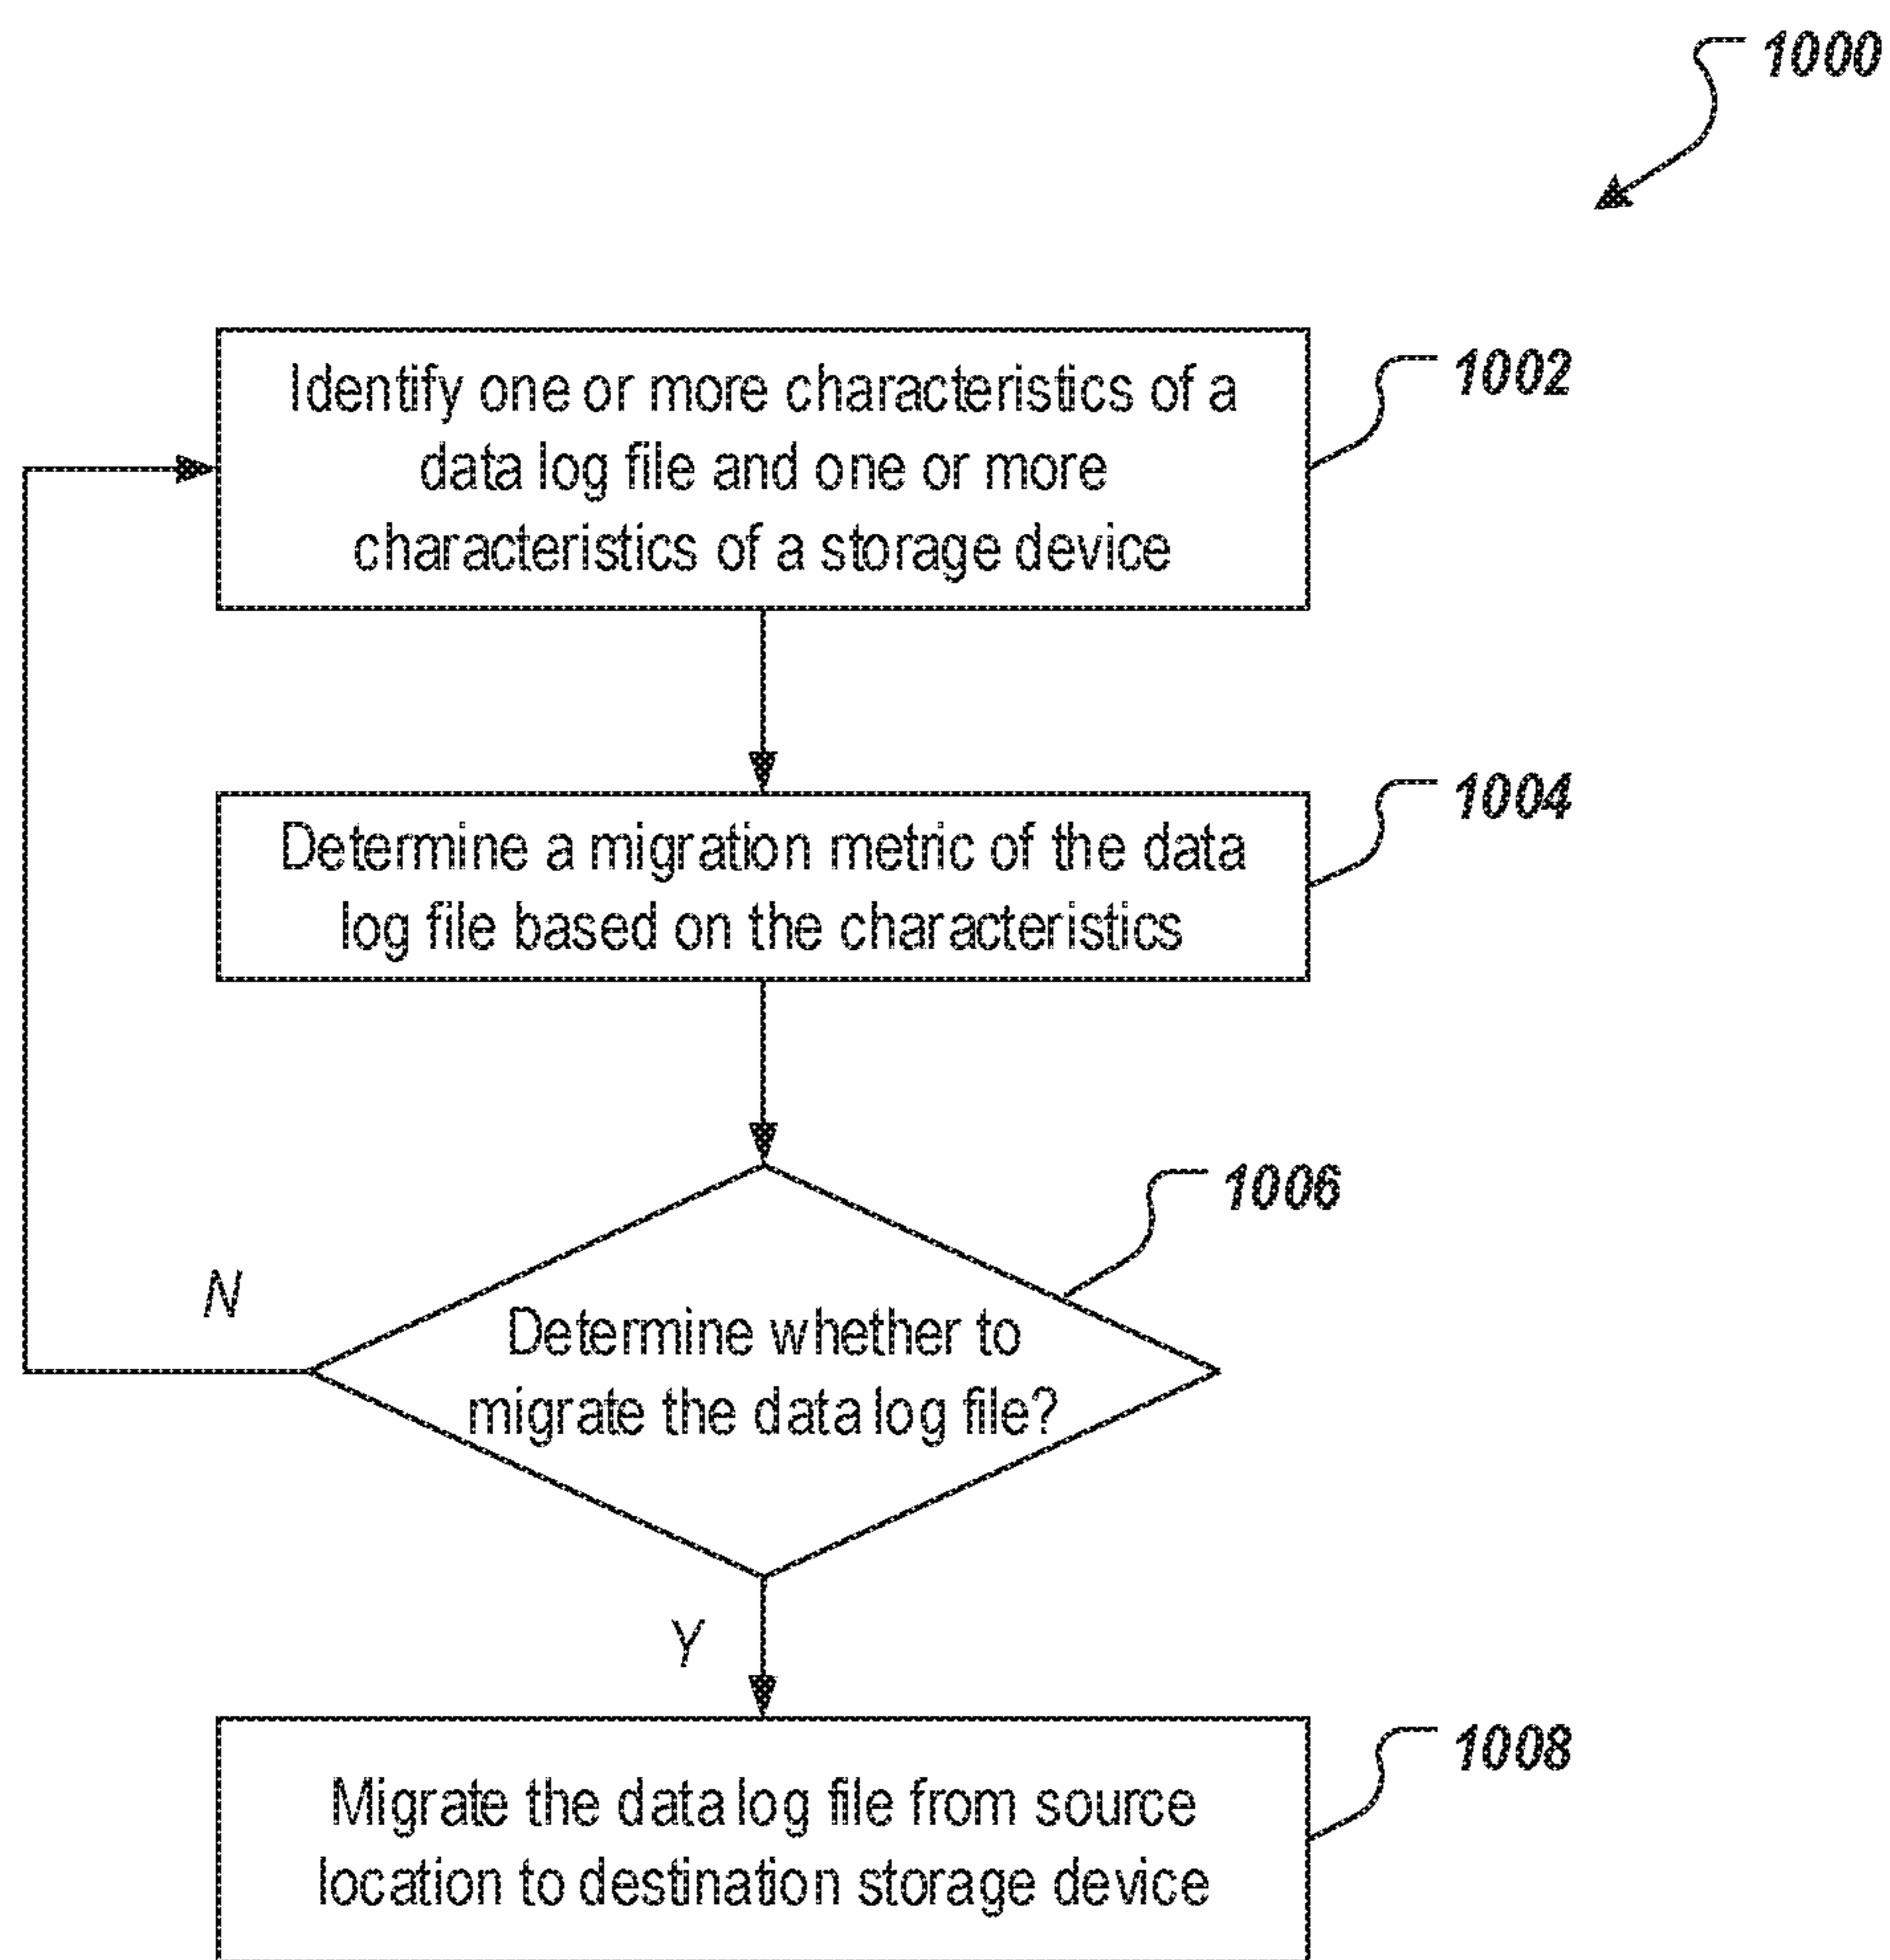 1000
Identify one or more characteristics of a
data log file and one or more
characteristics of a storage device
1002
Determine a migration metric of the data
log file based on the characteristics
1004
1006
N
Determine whether to
migrate the data log file?
Y
Migrate the data log file from source
location to destination storage device
1008